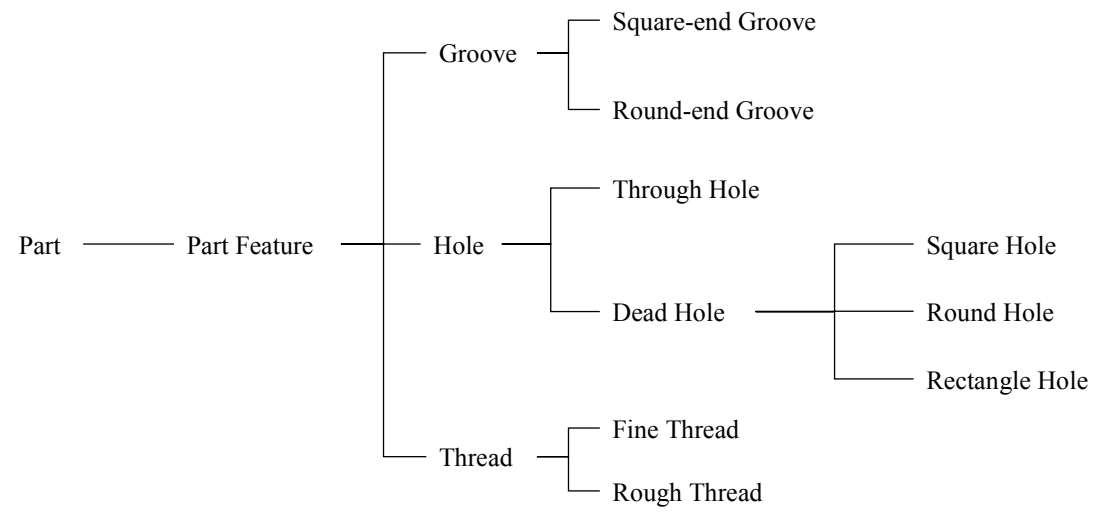 Square-end Groove
Groove
Round-end Groove
Through Hole
Part
Part Feature
Hole
Square Hole
Dead Hole
Round Hole
Rectangle Hole
Fine Thread
Thread
Rough Thread